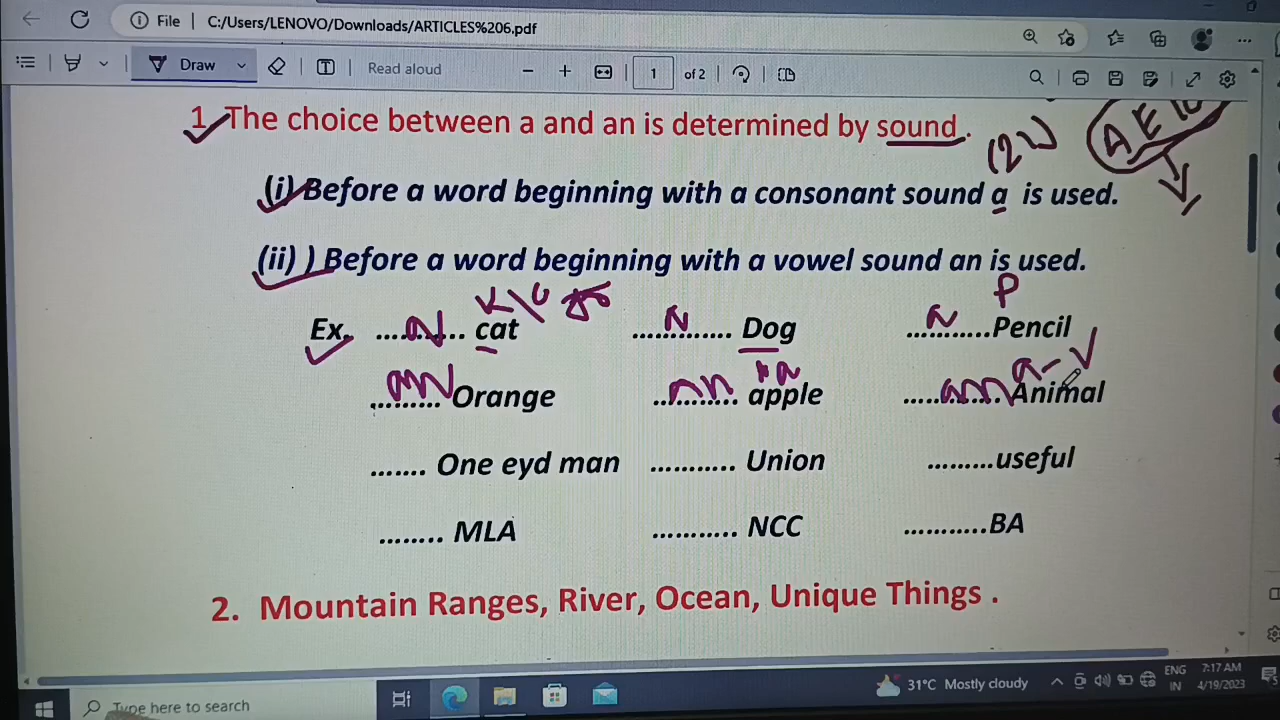 File C:/Users/LENOVO/Downloads/ARTICLES%206.pdf
Draw Read aloud 1 of 2
1. The choice between a and an is determined by sound .
(i) Before a word beginning with a consonant sound a is used.
(ii) ) Before a word beginning with a vowel sound an is used.
P
Ex. ........... cat a ............. Dog a ...........Pencil
an ......... Orange an ........... apple an ............ Animal
....... One eyd man ........... Union .........useful
........ MLA ........... NCC ...........BA
2. Mountain Ranges, River, Ocean, Unique Things .
31°C Mostly cloudy ENG 7:17 AM
Type here to search IN 4/19/2023